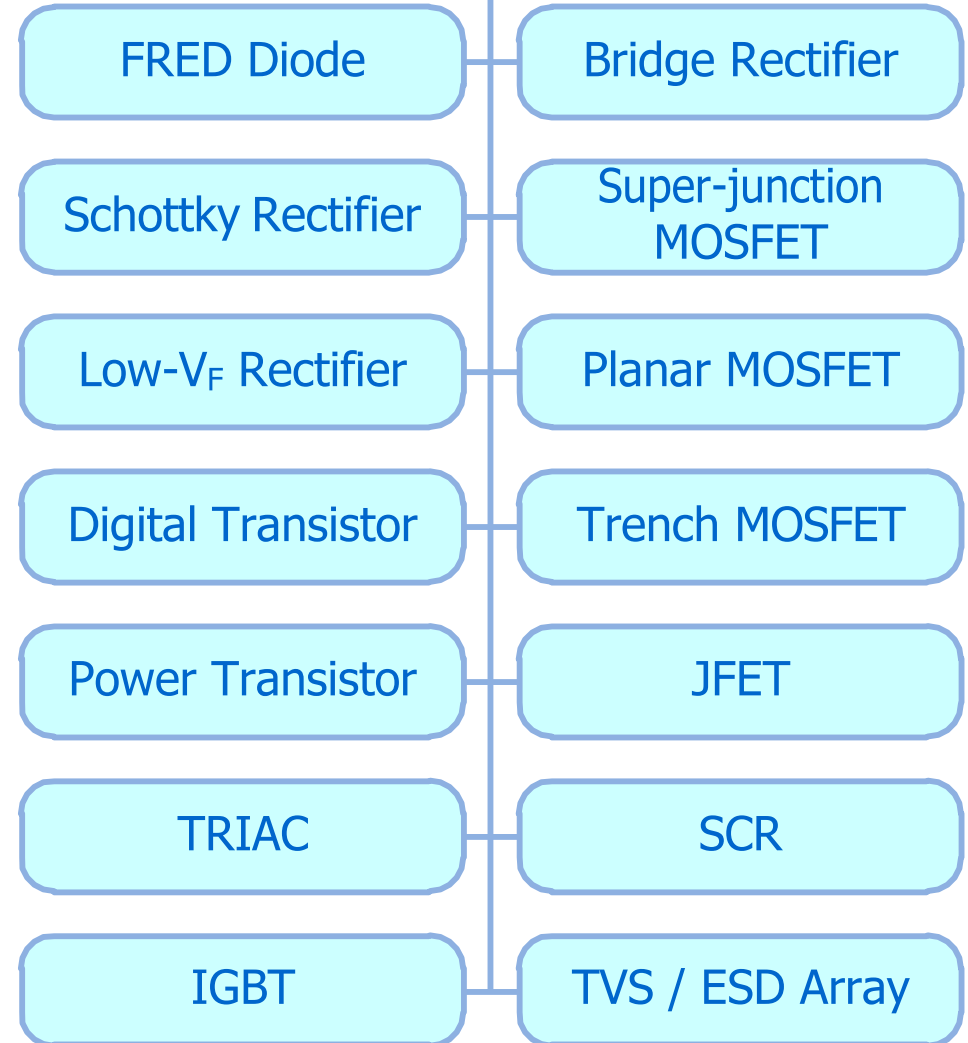 FRED Diode
Bridge Rectifier
Schottky Rectifier
Super-junction
MOSFET
Low-VF Rectifier
Planar MOSFET
Digital Transistor
Trench MOSFET
Power Transistor
JFET
TRIAC
SCR
IGBT
TVS / ESD Array